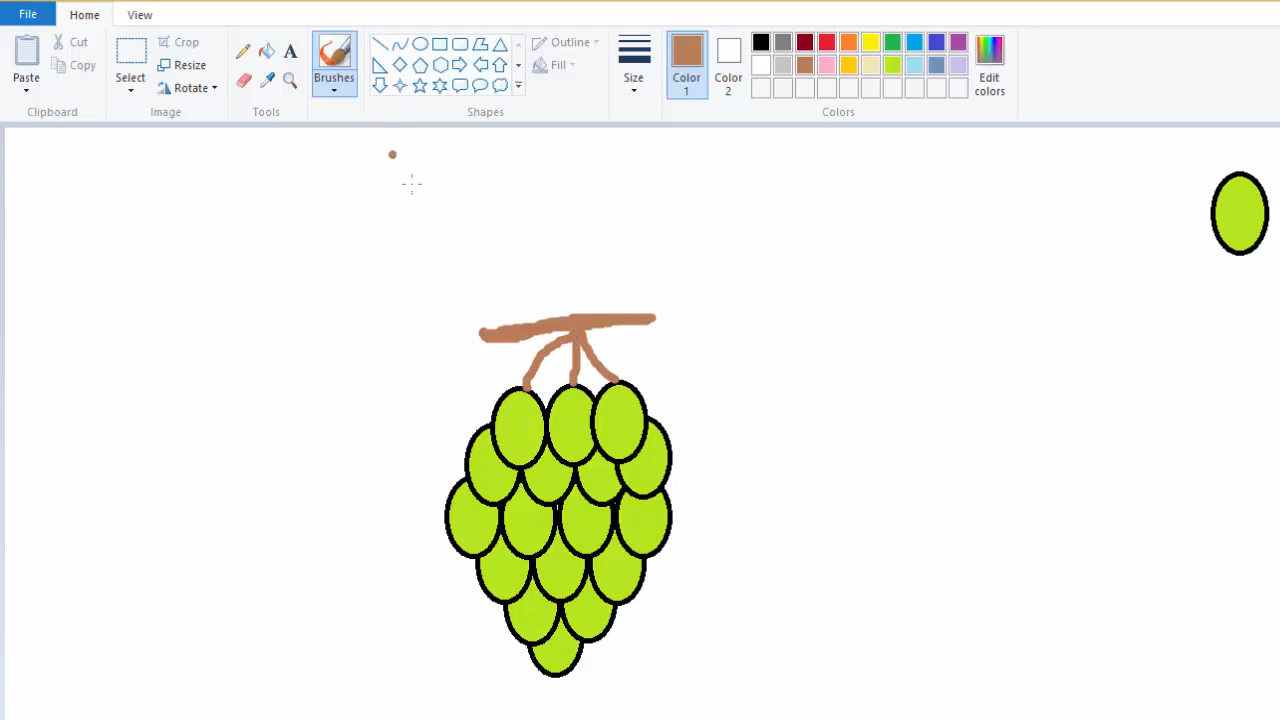 File Home View
Paste
Cut
Copy
Clipboard
Select
Crop
Resize
Rotate
Image
A
Tools
Brushes
Shapes
Outline
Fill
Size
Color 1
Color 2
Edit colors
Colors